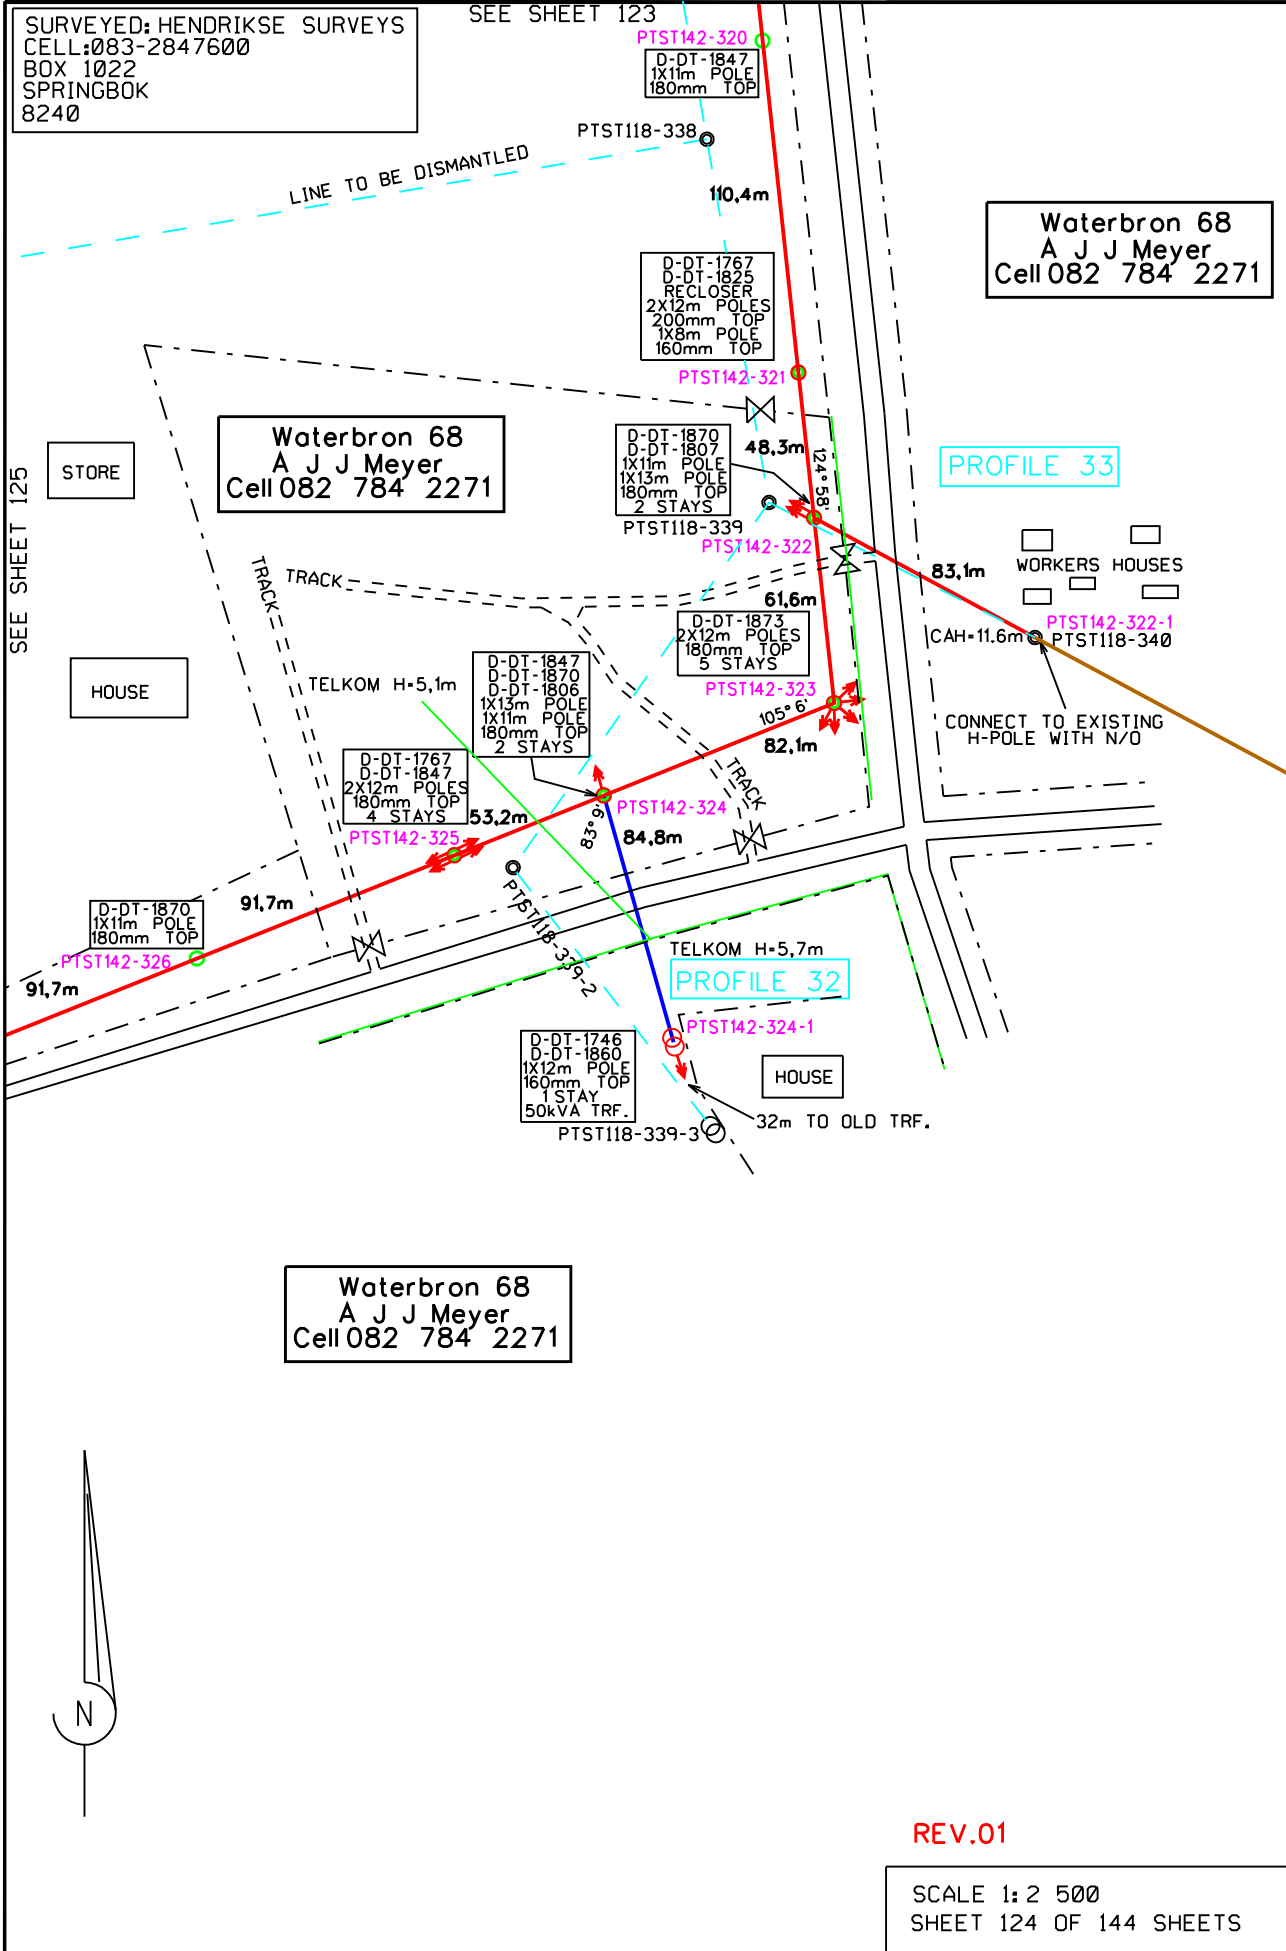 SEE SHEET 123
SURVEYED: HENDRIKSE SURVEYS
CELL:083-2847600
BOX 1022
SPRINGBOK
8240
PTST142-320
D-DT-1847
1X11m POLE
180mm TOP
PTST118-338
LINE TO BE DISMANTLED
110,4m
Waterbron 68
A J J Meyer
Cell 082 784 2271
D-DT-1767
D-DT-1825
RECLOSER
2X12m POLES
200mm TOP
1X8m POLE
160mm TOP
PTST142-321
Waterbron 68
A J J Meyer
Cell 082 784 2271
STORE
SEE SHEET 125
D-DT-1870
D-DT-1807
1X11m POLE
1X13m POLE
180mm TOP
2 STAYS
48,3m
124° 58'
PTST118-339
PTST142-322
PROFILE 33
WORKERS HOUSES
83,1m
TRACK
TRACK
61,6m
D-DT-1873
2X12m POLES
180mm TOP
5 STAYS
PTST142-322-1
CAH=11.6m
PTST118-340
CONNECT TO EXISTING
H-POLE WITH N/O
HOUSE
TELKOM H=5,1m
D-DT-1847
D-DT-1870
D-DT-1806
1X13m POLE
1X11m POLE
180mm TOP
2 STAYS
PTST142-323
105° 6'
82,1m
D-DT-1767
D-DT-1847
2X12m POLES
180mm TOP
4 STAYS
53,2m
PTST142-325
TRACK
PTST142-324
83° 9'
84,8m
91,7m
PTST118-339-2
D-DT-1870
1X11m POLE
180mm TOP
PTST142-326
91,7m
TELKOM H=5,7m
PROFILE 32
PTST142-324-1
D-DT-1746
D-DT-1860
1X12m POLE
160mm TOP
1 STAY
50kVA TRF.
HOUSE
32m TO OLD TRF.
PTST118-339-3
Waterbron 68
A J J Meyer
Cell 082 784 2271
N
REV.01
SCALE 1: 2 500
SHEET 124 OF 144 SHEETS